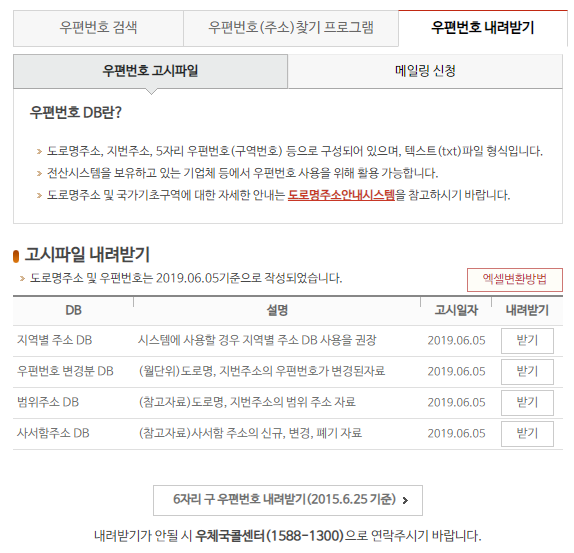 우편번호 검색 우편번호(주소)찾기 프로그램 우편번호 내려받기
우편번호 고시파일 메일링 신청
우편번호 DB란?
도로명주소, 지번주소, 5자리 우편번호(구역번호) 등으로 구성되어 있으며, 텍스트(txt)파일 형식입니다.
전산시스템을 보유하고 있는 기업체 등에서 우편번호 사용을 위해 활용 가능합니다.
도로명주소 및 국가기초구역에 대한 자세한 안내는 도로명주소안내시스템을 참고하시기 바랍니다.
고시파일 내려받기
도로명주소 및 우편번호는 2019.06.05기준으로 작성되었습니다. 엑셀변환방법
DB 설명 고시일자 내려받기
지역별 주소 DB 시스템에 사용할 경우 지역별 주소 DB 사용을 권장 2019.06.05 받기
우편번호 변경분 DB (월단위)도로명, 지번주소의 우편번호가 변경된자료 2019.06.05 받기
범위주소 DB (참고자료)도로명, 지번주소의 범위 주소 자료 2019.06.05 받기
사서함주소 DB (참고자료)사서함 주소의 신규, 변경, 폐기 자료 2019.06.05 받기
6자리 구 우편번호 내려받기(2015.6.25 기준)
내려받기가 안될 시 우체국콜센터(1588-1300)으로 연락주시기 바랍니다.